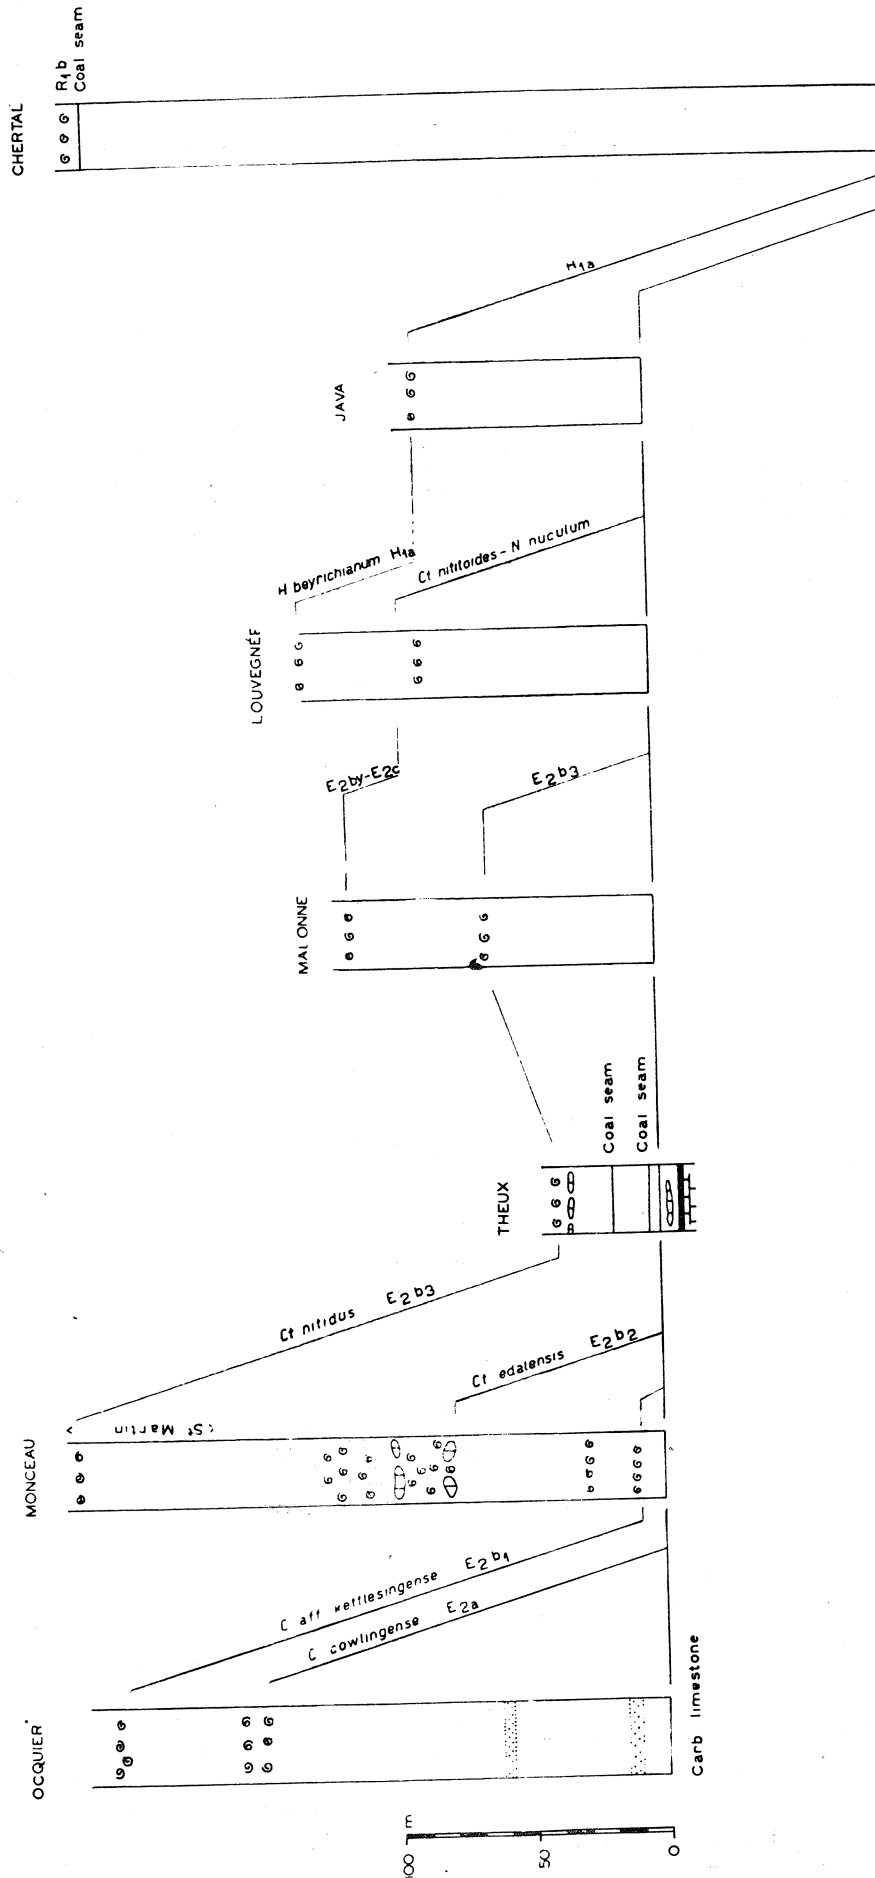 CHERTAL
R1b
Coal seam
H1a
JAVA
H beyrichianum H1a
Ct nititoides - N nuculum
LOUVEGNÉE
E2by-E2c
E2b3
MALONNE
Coal seam
Coal seam
THEUX
Ct nitidus E2b3
Ct edalensis E2b2
(St Martin
MONCEAU
C aff kettlesingense E2b1
C cowlingense E2a
OCQUIER
Carb limestone
m
100
50
0